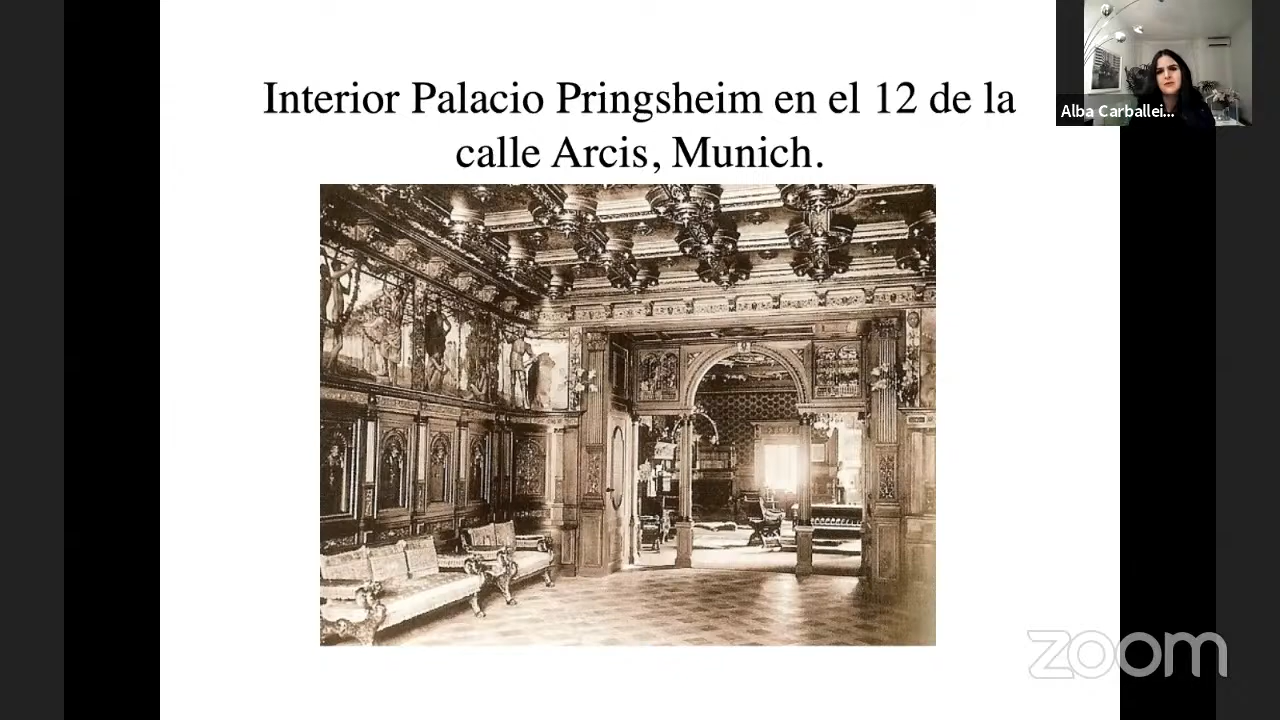 Interior Palacio Pringsheim en el 12 de la
calle Arcis, Munich.
Alba Carballei...
zoom